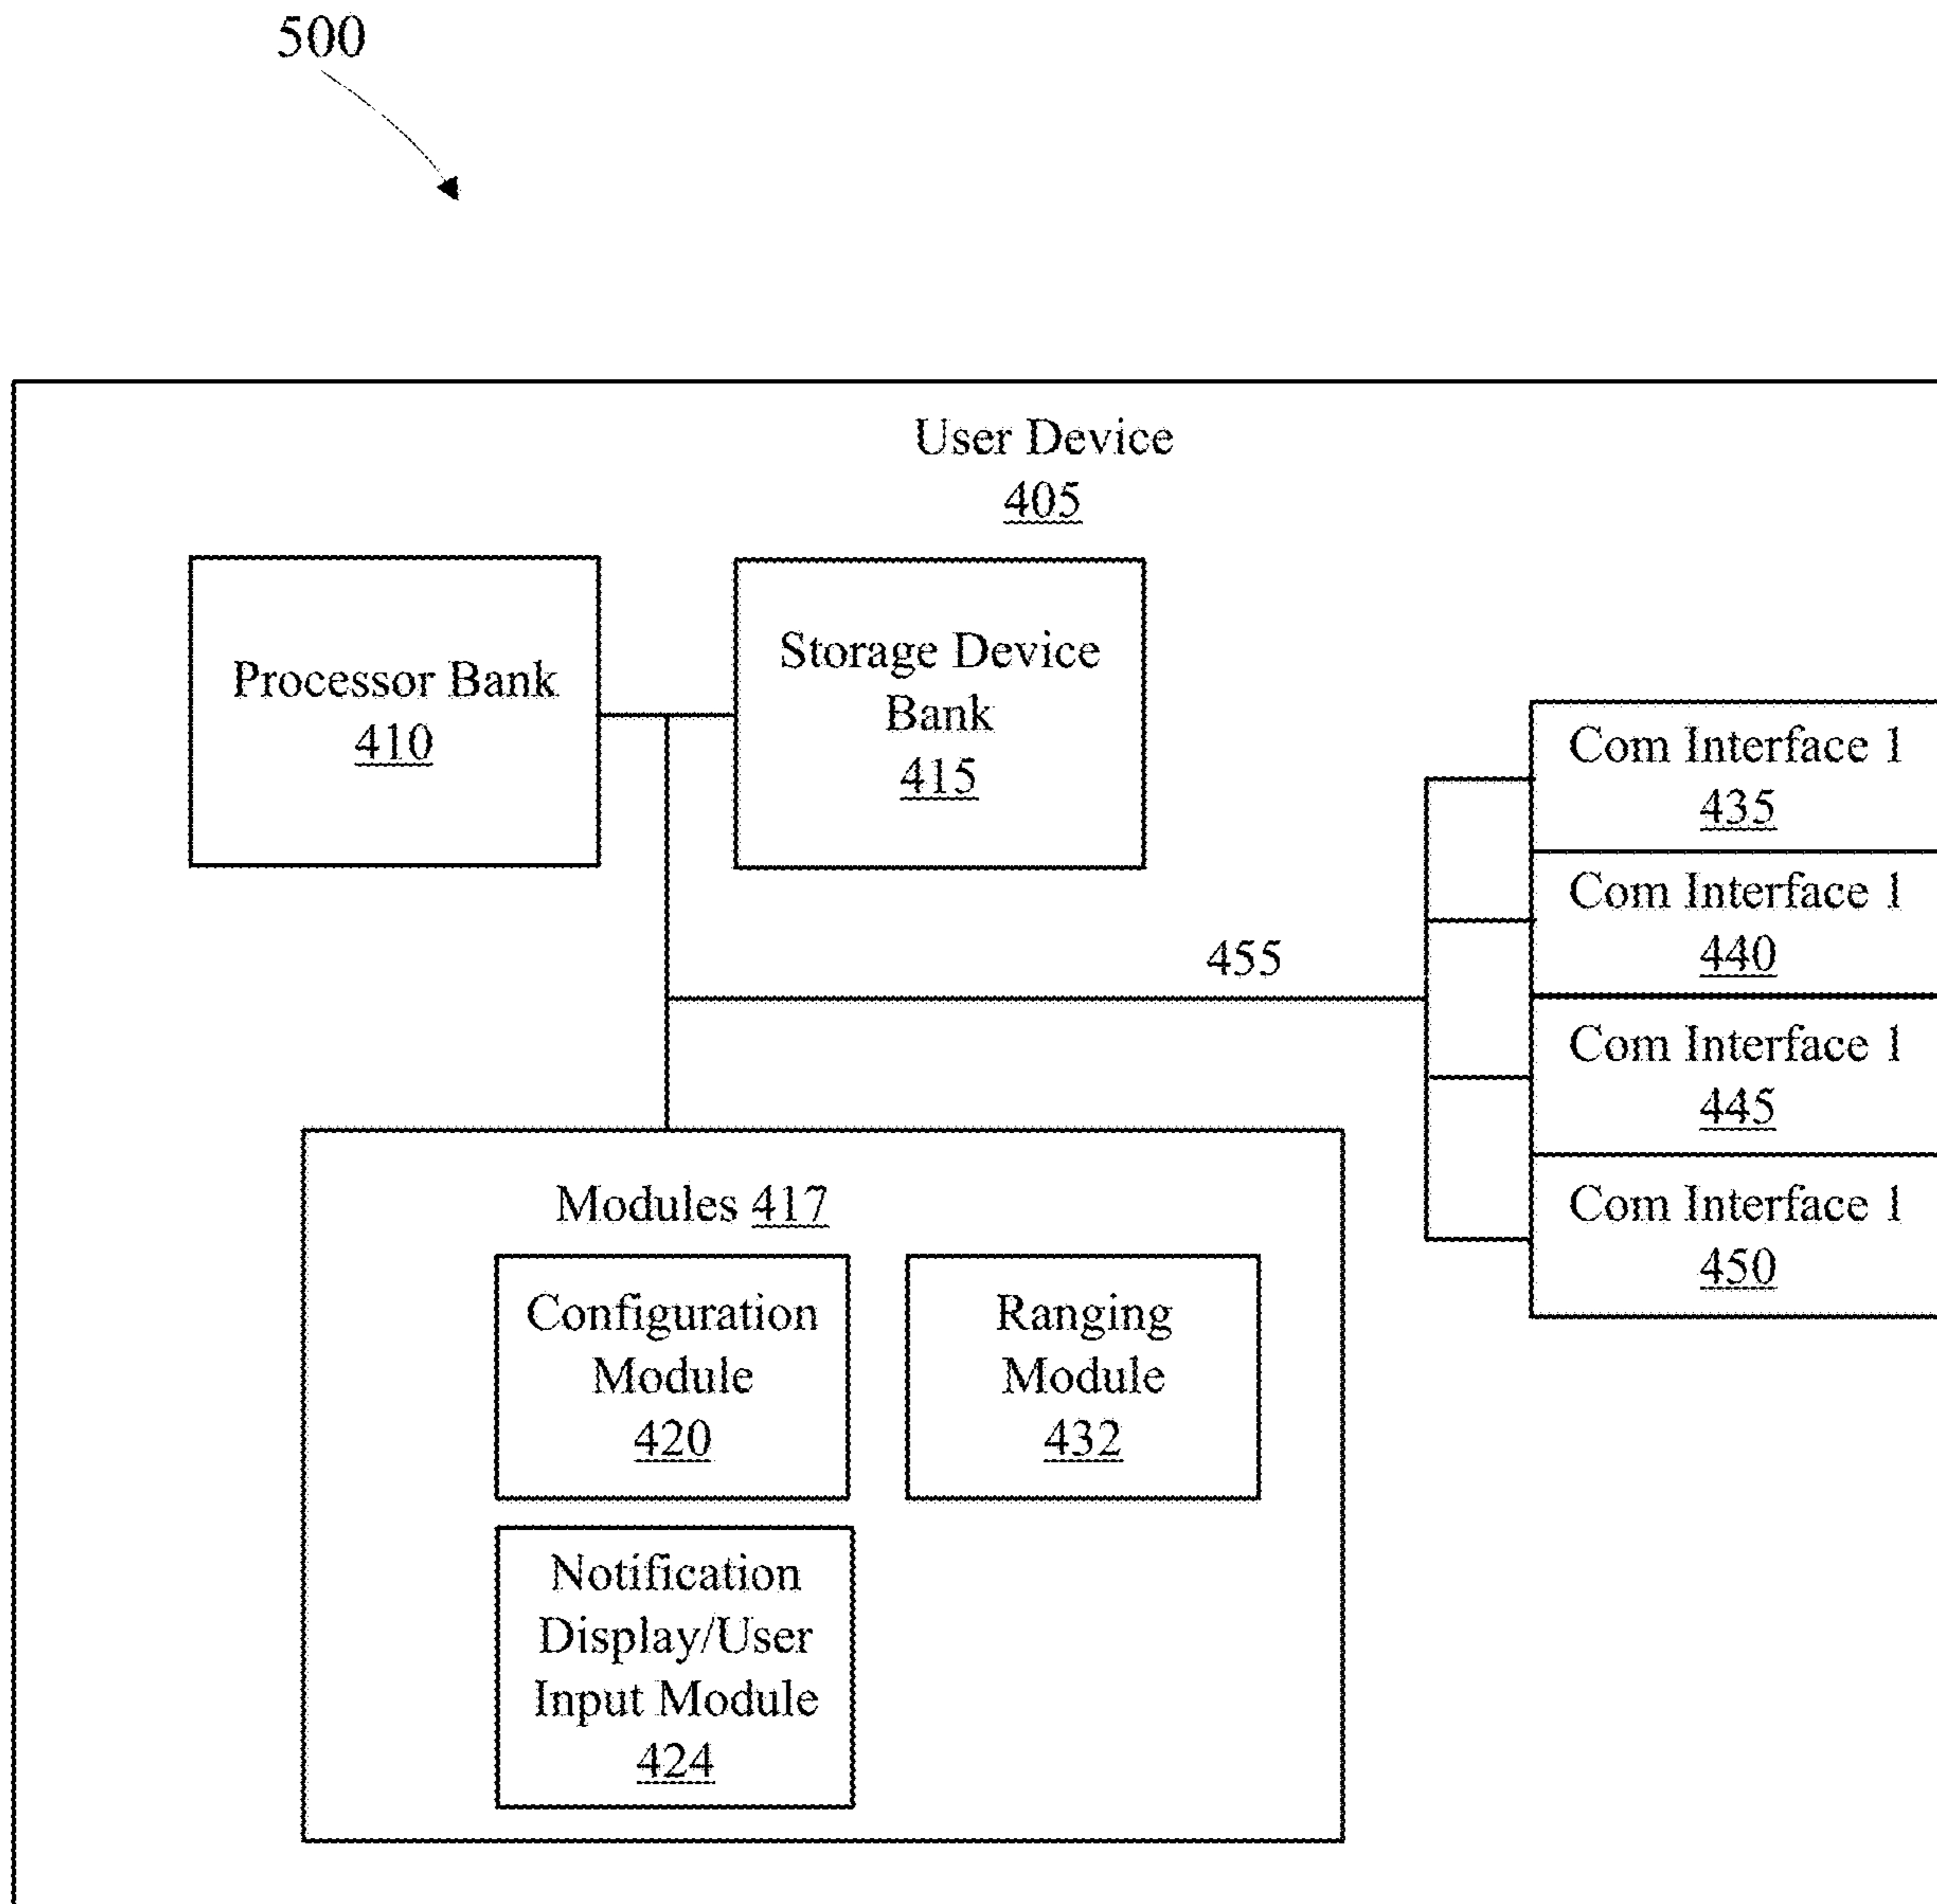 500
User Device
405
Processor Bank
410
Storage Device
Bank
415
Com Interface 1
435
Com Interface 1
440
455
Com Interface 1
445
Com Interface 1
450
Modules 417
Configuration
Module
420
Ranging
Module
432
Notification
Display/User
Input Module
424